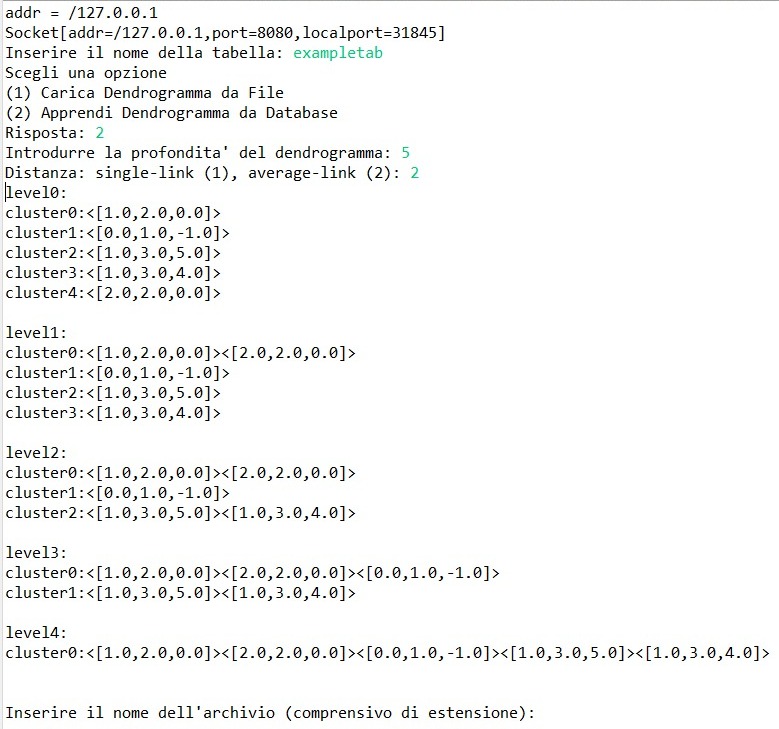 addr = /127.0.0.1
Socket[addr=/127.0.0.1,port=8080,localport=31845]
Inserire il nome della tabella: exampletab
Scegli una opzione
(1) Carica Dendrogramma da File
(2) Apprendi Dendrogramma da Database
Risposta: 2
Introdurre la profondita' del dendrogramma: 5
Distanza: single-link (1), average-link (2): 2
level0:
cluster0:<[1.0,2.0,0.0]>
cluster1:<[0.0,1.0,-1.0]>
cluster2:<[1.0,3.0,5.0]>
cluster3:<[1.0,3.0,4.0]>
cluster4:<[2.0,2.0,0.0]>

level1:
cluster0:<[1.0,2.0,0.0]><[2.0,2.0,0.0]>
cluster1:<[0.0,1.0,-1.0]>
cluster2:<[1.0,3.0,5.0]>
cluster3:<[1.0,3.0,4.0]>

level2:
cluster0:<[1.0,2.0,0.0]><[2.0,2.0,0.0]>
cluster1:<[0.0,1.0,-1.0]>
cluster2:<[1.0,3.0,5.0]><[1.0,3.0,4.0]>

level3:
cluster0:<[1.0,2.0,0.0]><[2.0,2.0,0.0]><[0.0,1.0,-1.0]>
cluster1:<[1.0,3.0,5.0]><[1.0,3.0,4.0]>

level4:
cluster0:<[1.0,2.0,0.0]><[2.0,2.0,0.0]><[0.0,1.0,-1.0]><[1.0,3.0,5.0]><[1.0,3.0,4.0]>

Inserire il nome dell'archivio (comprensivo di estensione):